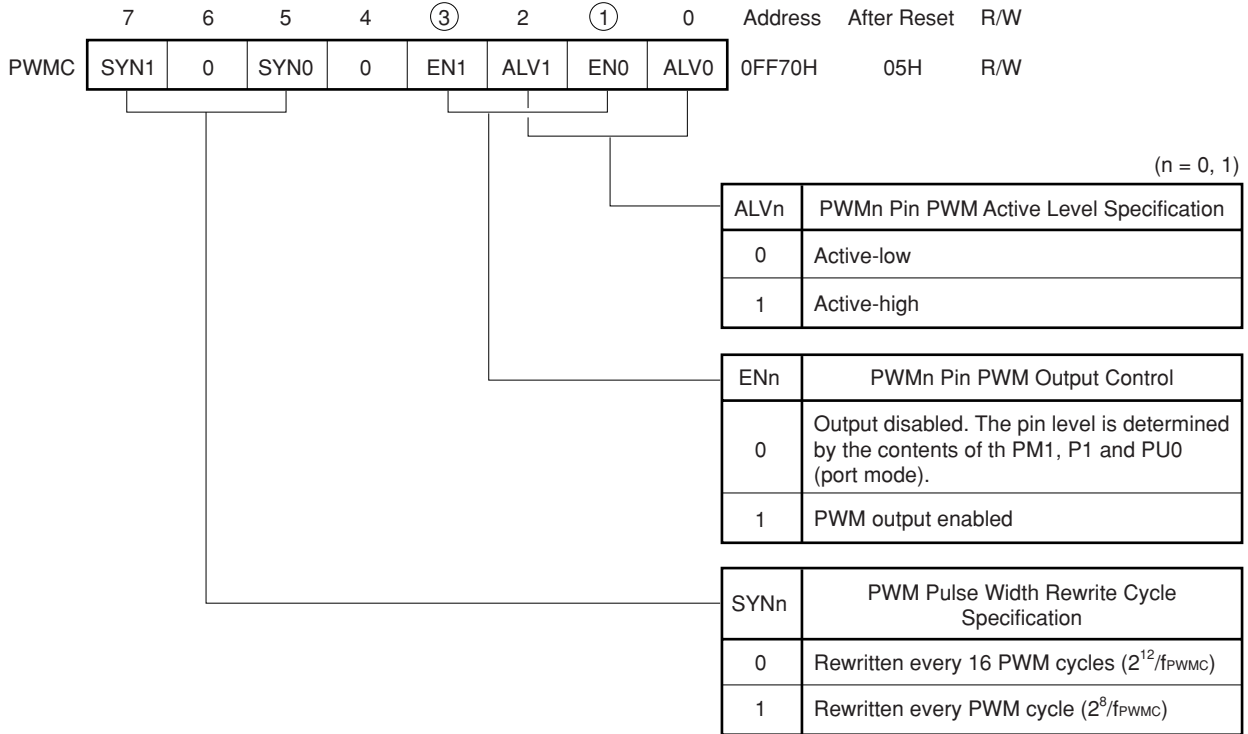 7 6 5 4 ③ 2 ① 0 Address After Reset R/W
PWMC SYN1 0 SYN0 0 EN1 ALV1 EN0 ALV0 0FF70H 05H R/W
(n = 0, 1)
ALVn PWMn Pin PWM Active Level Specification
0 Active-low
1 Active-high
ENn PWMn Pin PWM Output Control
0 Output disabled. The pin level is determined
by the contents of th PM1, P1 and PU0
(port mode).
1 PWM output enabled
SYNn PWM Pulse Width Rewrite Cycle
Specification
0 Rewritten every 16 PWM cycles (2¹²/fPWMC)
1 Rewritten every PWM cycle (2⁸/fPWMC)